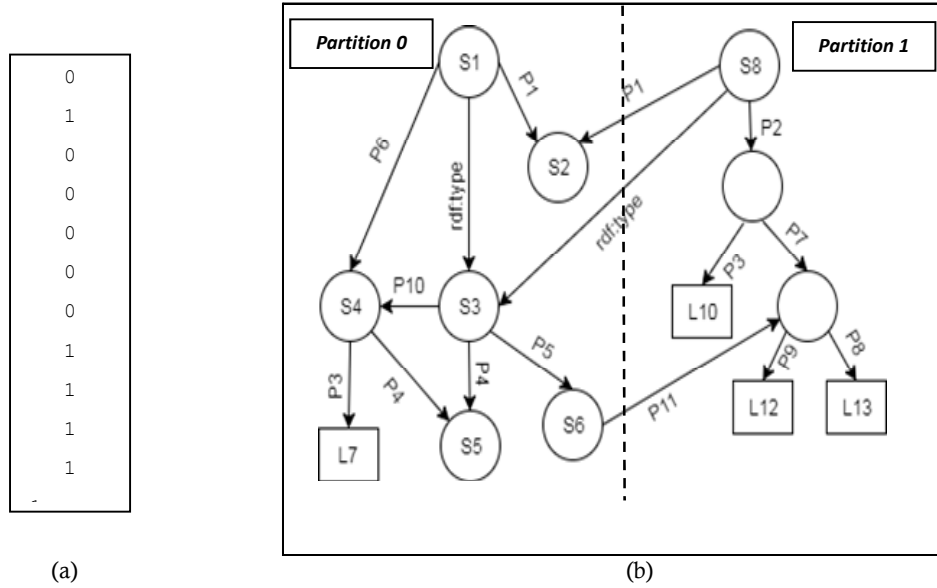 0
1
0
0
0
0
0
1
1
1
1
(a)
Partition 0
Partition 1
S1
S8
P1
P1
P2
P6
S2
rdf:type
rdf:type
P7
P3
P10
S4
S3
L10
P5
P9
P8
P3
P4
P4
P11
L12
L13
S6
L7
S5
(b)